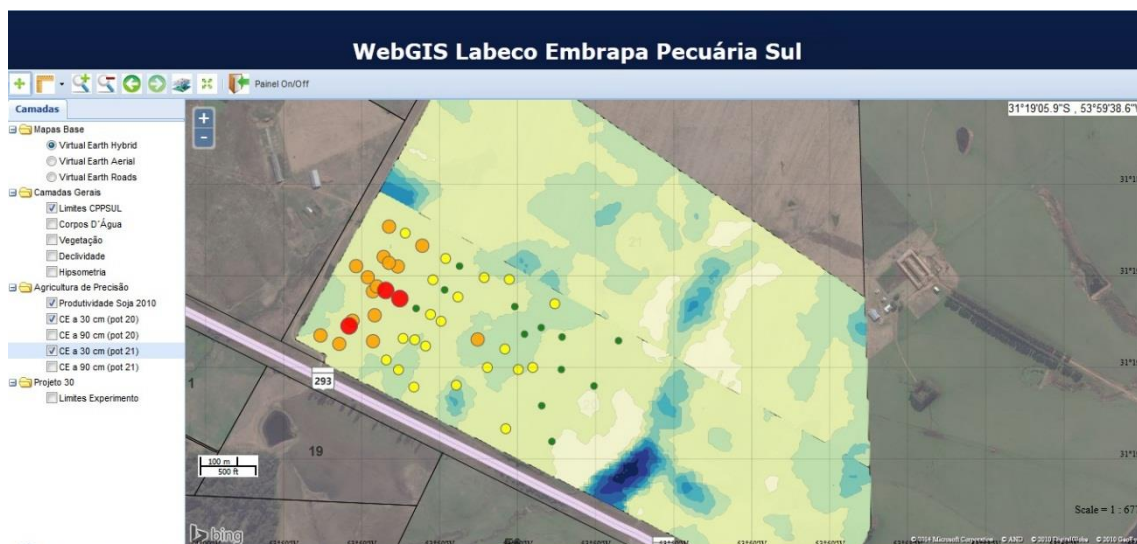 WebGIS Labeco Embrapa Pecuária Sul
Painel On/Off
Camadas
Mapas Base
Virtual Earth Hybrid
Virtual Earth Aerial
Virtual Earth Roads
Camadas Gerais
Limites CPPSUL
Corpos D´Água
Vegetação
Declividade
Hipsometria
Agricultura de Precisão
Produtividade Soja 2010
CE a 30 cm (pot 20)
CE a 90 cm (pot 20)
CE a 30 cm (pot 21)
CE a 90 cm (pot 21)
Projeto 30
Limites Experimento
+
-
31°19'05.9"S , 53°59'38.6"
21
1
293
19
100 m
500 ft
bing
Scale = 1 : 67